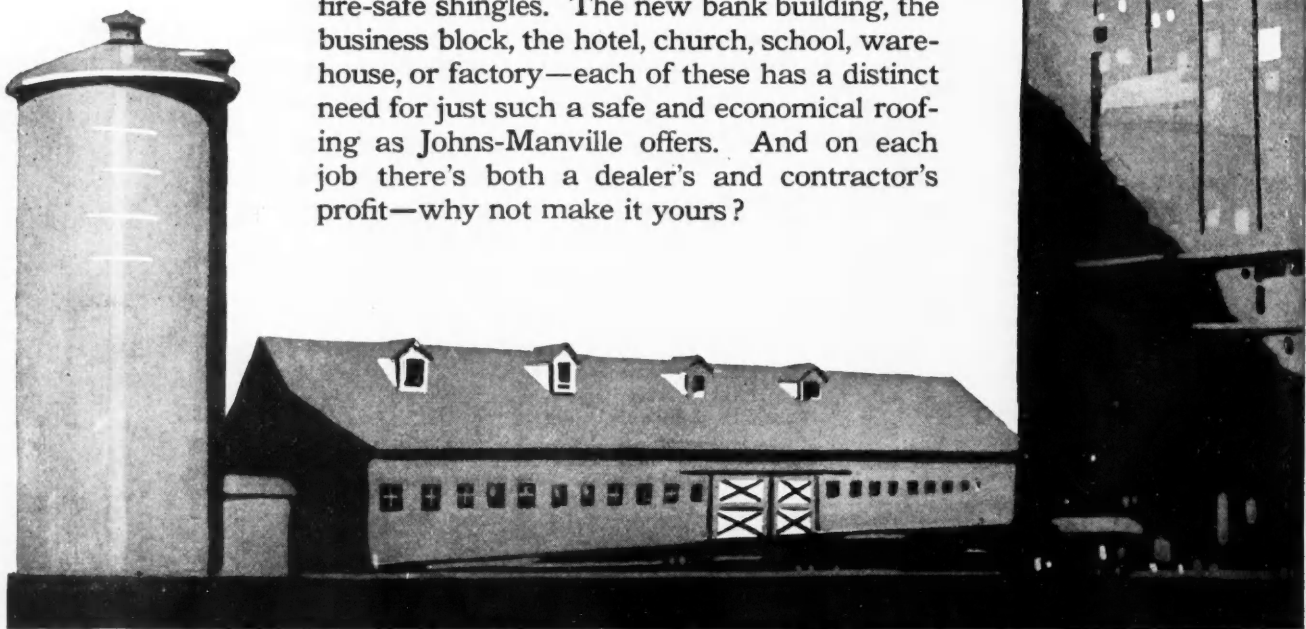 fire-safe shingles. The new bank building, the
business block, the hotel, church, school, ware-
house, or factory—each of these has a distinct
need for just such a safe and economical roof-
ing as Johns-Manville offers. And on each
job there's both a dealer's and contractor's
profit—why not make it yours?